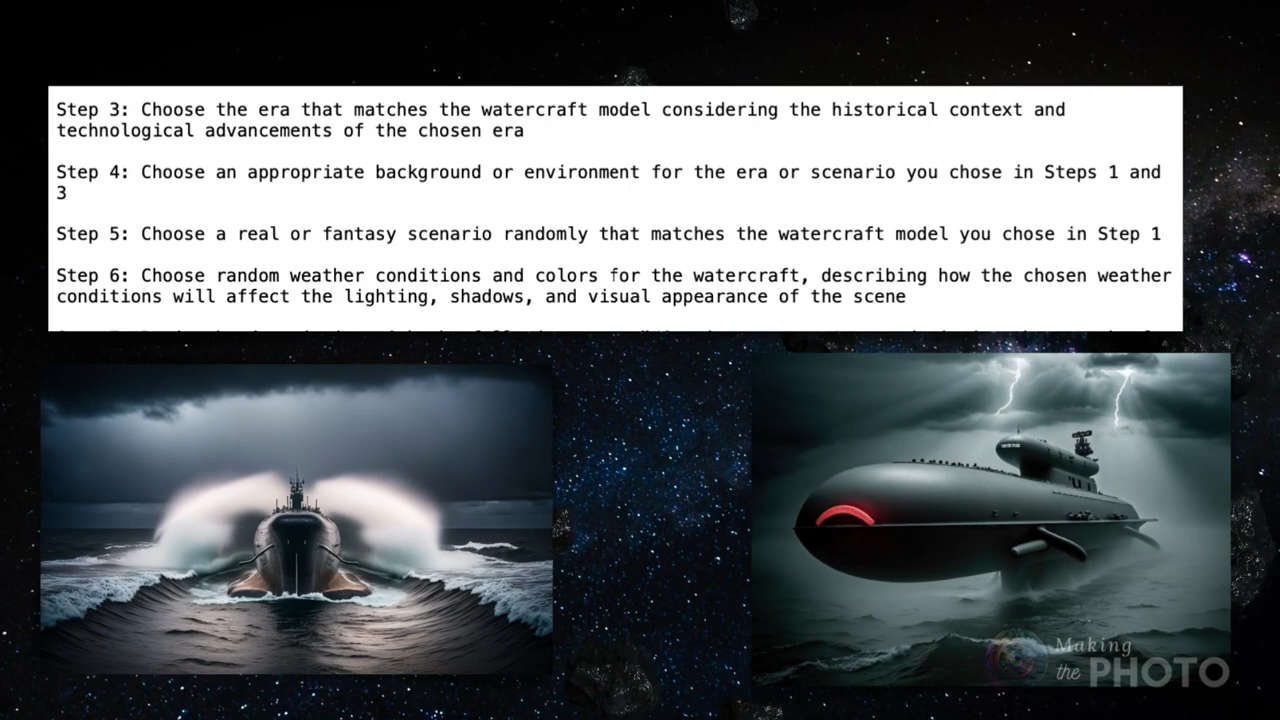 Step 3: Choose the era that matches the watercraft model considering the historical context and
technological advancements of the chosen era
Step 4: Choose an appropriate background or environment for the era or scenario you chose in Steps 1 and
3
Step 5: Choose a real or fantasy scenario randomly that matches the watercraft model you chose in Step 1
Step 6: Choose random weather conditions and colors for the watercraft, describing how the chosen weather
conditions will affect the lighting, shadows, and visual appearance of the scene
Making
the PHOTO